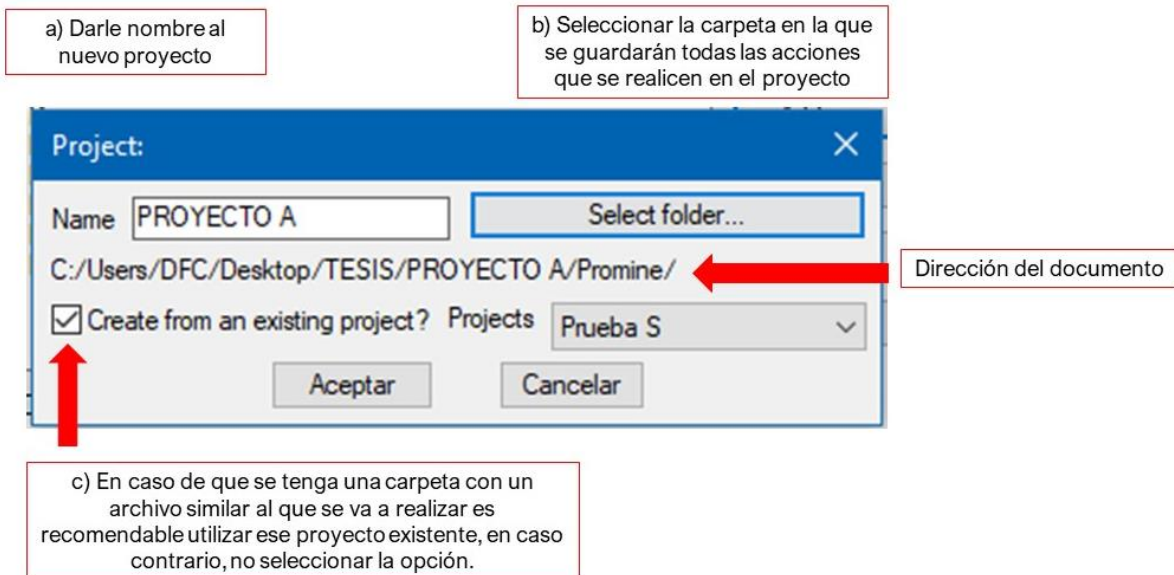 a) Darle nombre al
nuevo proyecto
b) Seleccionar la carpeta en la que
se guardarán todas las acciones
que se realicen en el proyecto
Project:
Name PROYECTO A Select folder...
C:/Users/DFC/Desktop/TESIS/PROYECTO A/Promine/
Dirección del documento
Create from an existing project? Projects Prueba S
Aceptar Cancelar
c) En caso de que se tenga una carpeta con un
archivo similar al que se va a realizar es
recomendable utilizar ese proyecto existente, en caso
contrario, no seleccionar la opción.